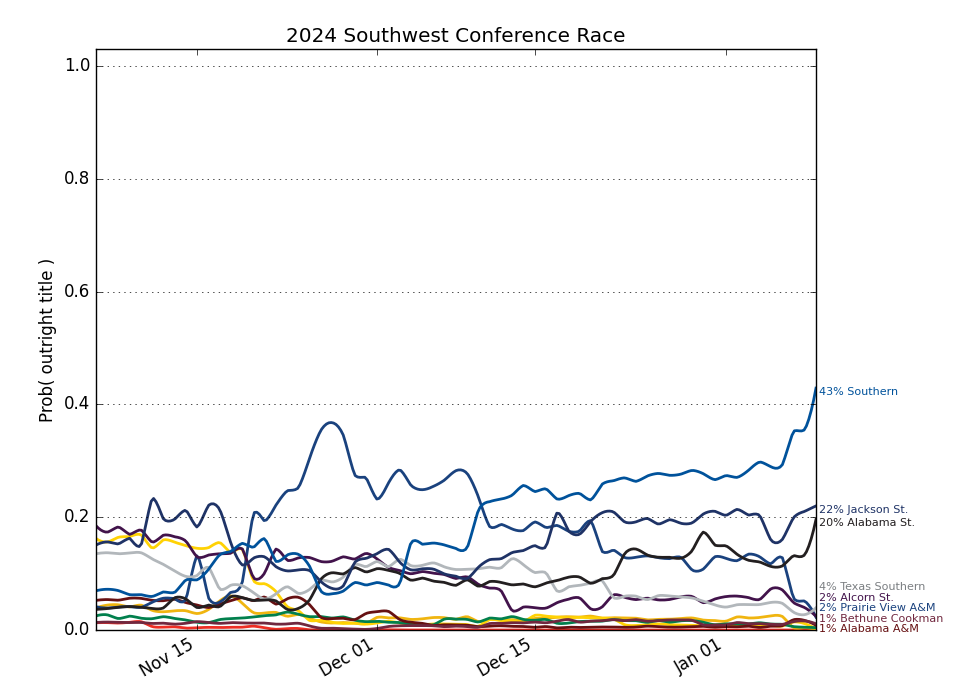 2024 Southwest Conference Race
Prob( outright title )
1.0
0.8
0.6
0.4
0.2
0.0
43% Southern
22% Jackson St.
20% Alabama St.
4% Texas Southern
2% Alcorn St.
2% Prairie View A&M
1% Bethune Cookman
1% Alabama A&M
Nov 15
Dec 01
Dec 15
Jan 01